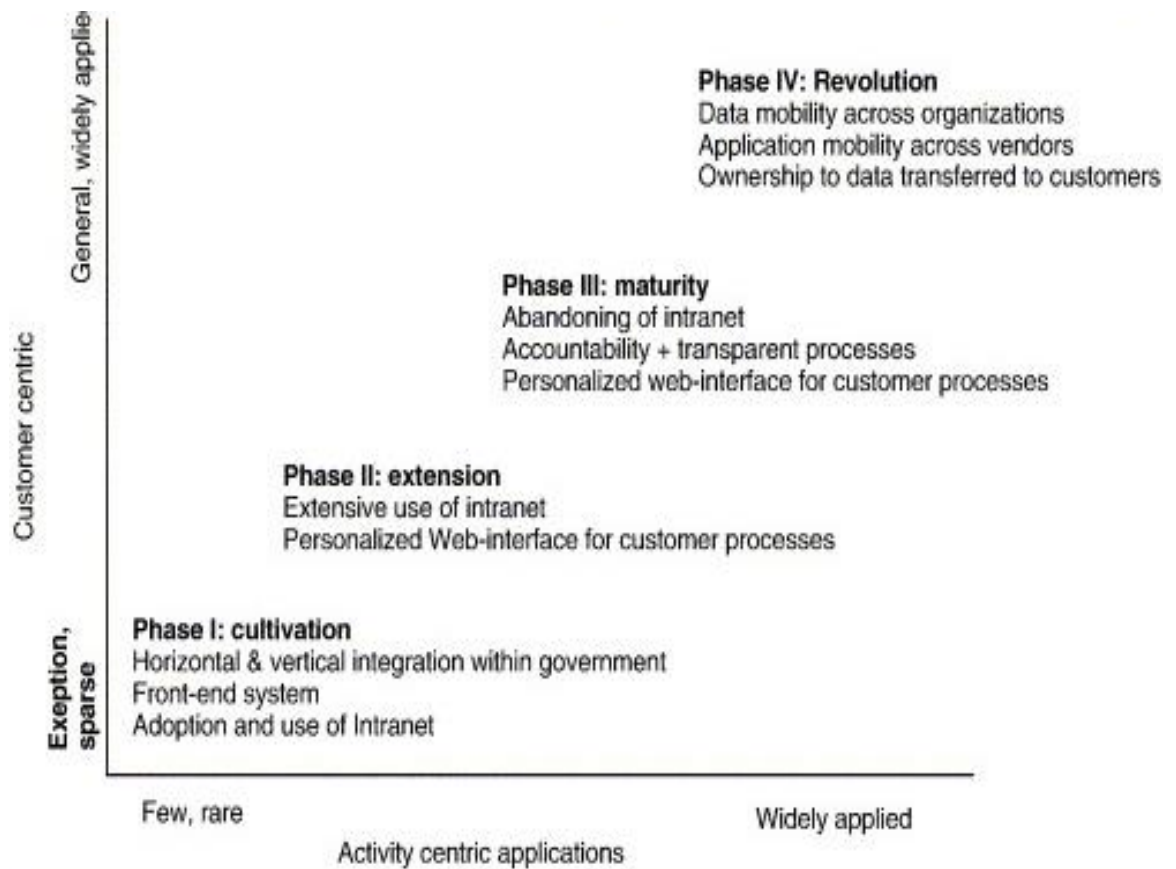 General, widely applie
Phase IV: Revolution
Data mobility across organizations
Application mobility across vendors
Ownership to data transferred to customers
Phase III: maturity
Abandoning of intranet
Accountability + transparent processes
Personalized web-interface for customer processes
Customer centric
Phase II: extension
Extensive use of intranet
Personalized Web-interface for customer processes
Phase I: cultivation
Horizontal & vertical integration within government
Front-end system
Adoption and use of Intranet
Exeption,
sparse
Few, rare
Widely applied
Activity centric applications